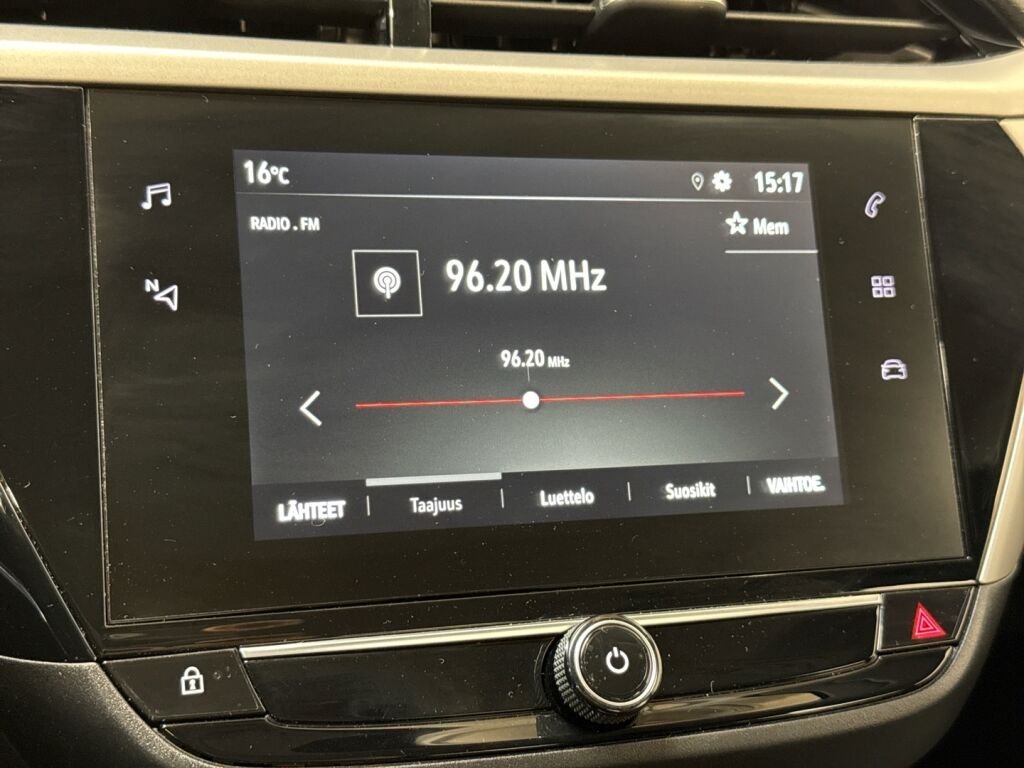 16°C
15:17
RADIO . FM
Mem
96.20 MHz
N
96.20 MHz
LÄHTEET
Taajuus
Luettelo
Suosikit
VAIHTOE.